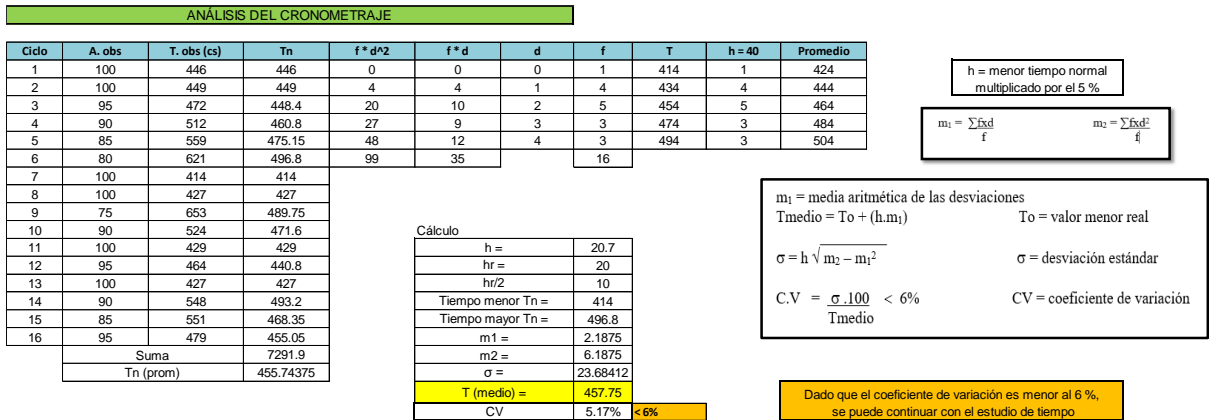 ANÁLISIS DEL CRONOMETRAJE
Ciclo A. obs T. obs (cs) Tn f * d^2 f * d d f T h = 40 Promedio
1 100 446 446 0 0 0 1 414 1 424
2 100 449 449 4 4 1 4 434 4 444
3 95 472 448.4 20 10 2 5 454 5 464
4 90 512 460.8 27 9 3 3 474 3 484
5 85 559 475.15 48 12 4 3 494 3 504
6 80 621 496.8 99 35 16
7 100 414 414
8 100 427 427
9 75 653 489.75
10 90 524 471.6
11 100 429 429
12 95 464 440.8
13 100 427 427
14 90 548 493.2
15 85 551 468.35
16 95 479 455.05
Suma 7291.9
Tn (prom) 455.74375
Cálculo
h = 20.7
hr = 20
hr/2 10
Tiempo menor Tn = 414
Tiempo mayor Tn = 496.8
m1 = 2.1875
m2 = 6.1875
σ = 23.68412
T (medio) = 457.75
CV 5.17% < 6%
h = menor tiempo normal
multiplicado por el 5 %
m₁ = ∑fxd m₂ = ∑fxd²
f f
m₁ = media aritmética de las desviaciones
Tmedio = To + (h.m₁) To = valor menor real
σ = h √ m₂ – m₁² σ = desviación estándar
C.V = σ .100 < 6% CV = coeficiente de variación
Tmedio
Dado que el coeficiente de variación es menor al 6 %,
se puede continuar con el estudio de tiempo